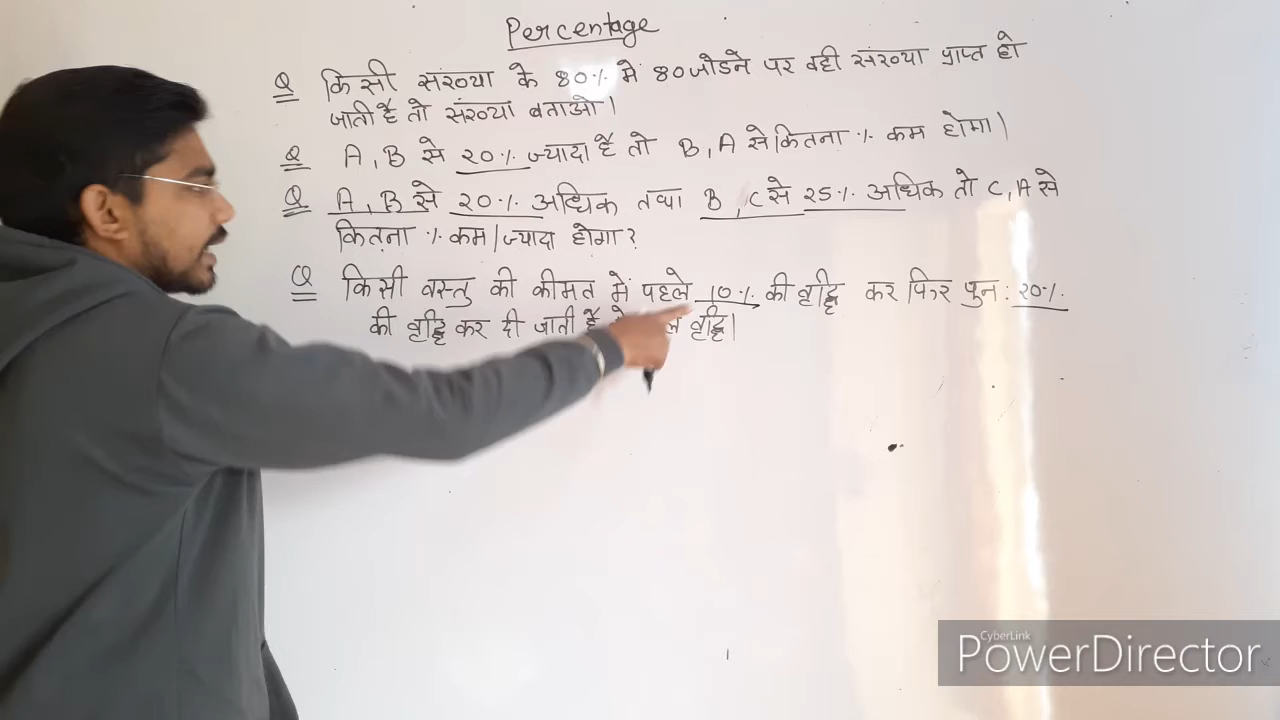 Percentage
Q किसी संख्या के 80% में 80 जोडने पर वही संख्या प्राप्त हो
जाती है तो संख्या बताओ।
Q A, B से 20% ज्यादा है तो B, A से कितना % कम होगा।
Q A, B से 20% अधिक तथा B, C से 25% अधिक तो C, A से
कितना % कम/ज्यादा होगा?
Q किसी वस्तु की कीमत में पहले 10% की वृद्धि कर फिर पुन: 20%
की वृद्धि कर दी जाती है वृद्धि।
CyberLink
PowerDirector